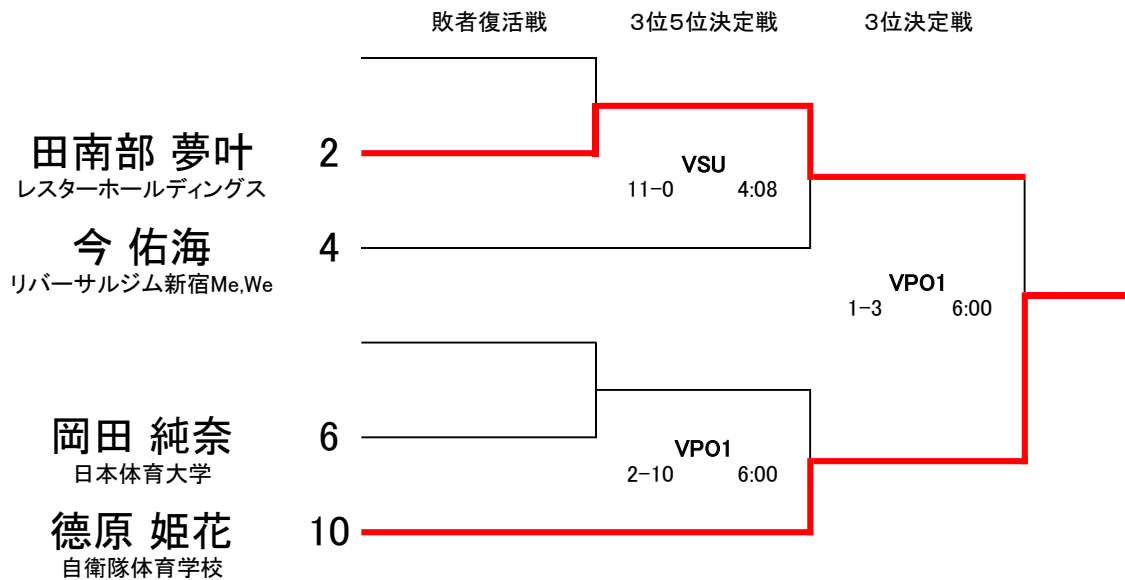 敗者復活戦 3位5位決定戦 3位決定戦
田南部 夢叶 2
レスターホールディングス
VSU
11-0 4:08
今 佑海 4
リバーサルジム新宿Me,We
VPO1
1-3 6:00
岡田 純奈 6
日本体育大学
VPO1
2-10 6:00
德原 姫花 10
自衛隊体育学校